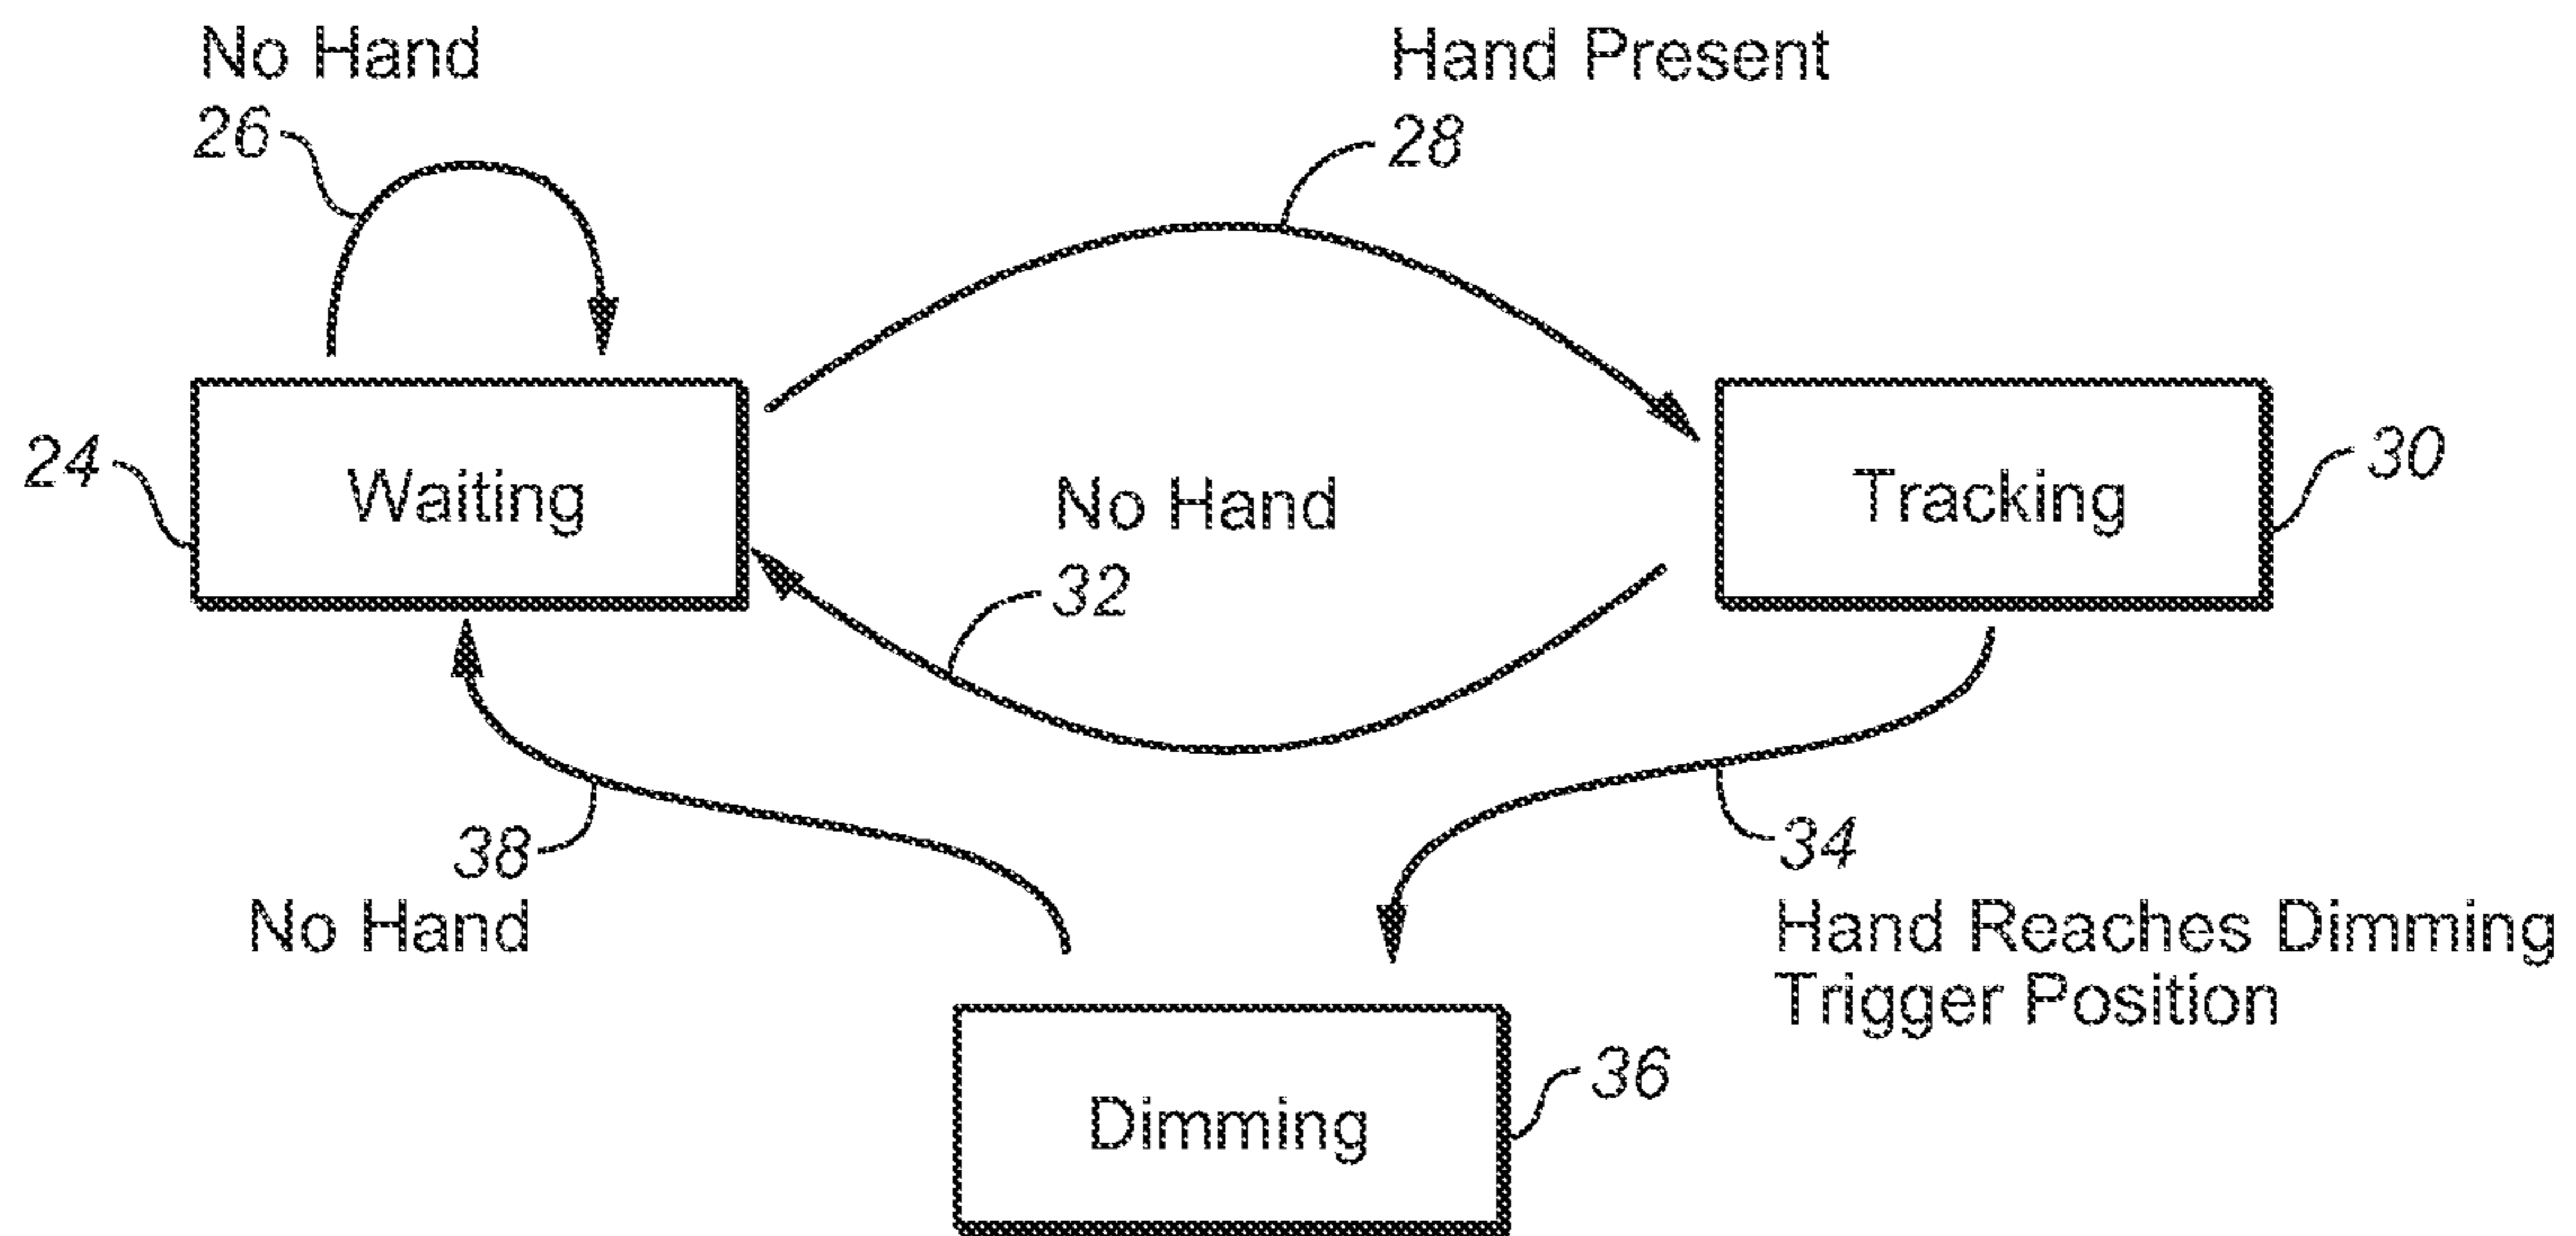 No Hand
26
Hand Present
28
24
Waiting
No Hand
32
Tracking
30
38
No Hand
34
Hand Reaches Dimming
Trigger Position
Dimming
36